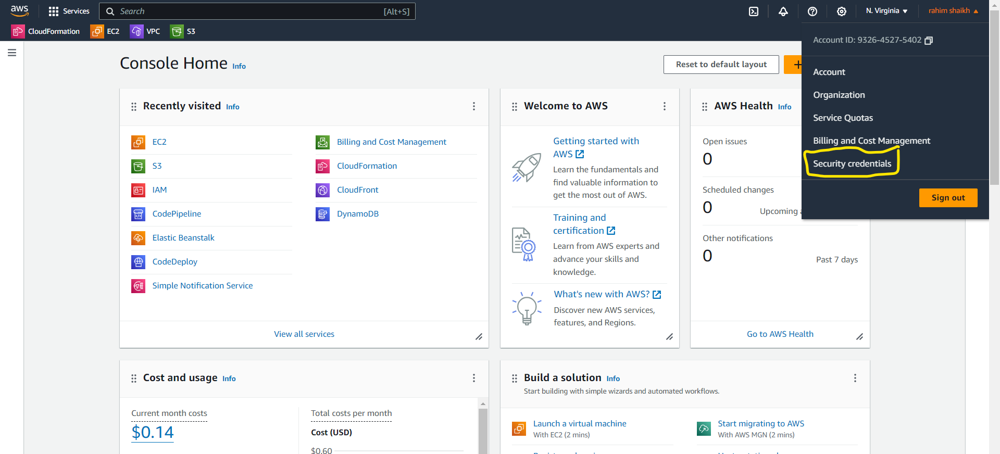 aws
Services
Search
[Alt+S]
N. Virginia
rahim shaikh
CloudFormation
EC2
VPC
S3
Account ID: 9326-4527-5402
Account
Organization
Service Quotas
Billing and Cost Management
Security credentials
Sign out
Console Home Info
Reset to default layout
+
Recently visited Info
EC2
S3
IAM
CodePipeline
Elastic Beanstalk
CodeDeploy
Simple Notification Service
Billing and Cost Management
CloudFormation
CloudFront
DynamoDB
View all services
Welcome to AWS
Getting started with
AWS
Learn the fundamentals and
find valuable information to
get the most out of AWS.
Training and
certification
Learn from AWS experts and
advance your skills and
knowledge.
What's new with AWS?
Discover new AWS services,
features, and Regions.
AWS Health Info
Open issues
0
Scheduled changes
0
Upcoming
Other notifications
0
Past 7 days
Go to AWS Health
Cost and usage Info
Current month costs
$0.14
Total costs per month
Cost (USD)
$0.60
Build a solution Info
Start building with simple wizards and automated workflows.
Launch a virtual machine
With EC2 (2 mins)
Start migrating to AWS
With AWS MGN (2 mins)